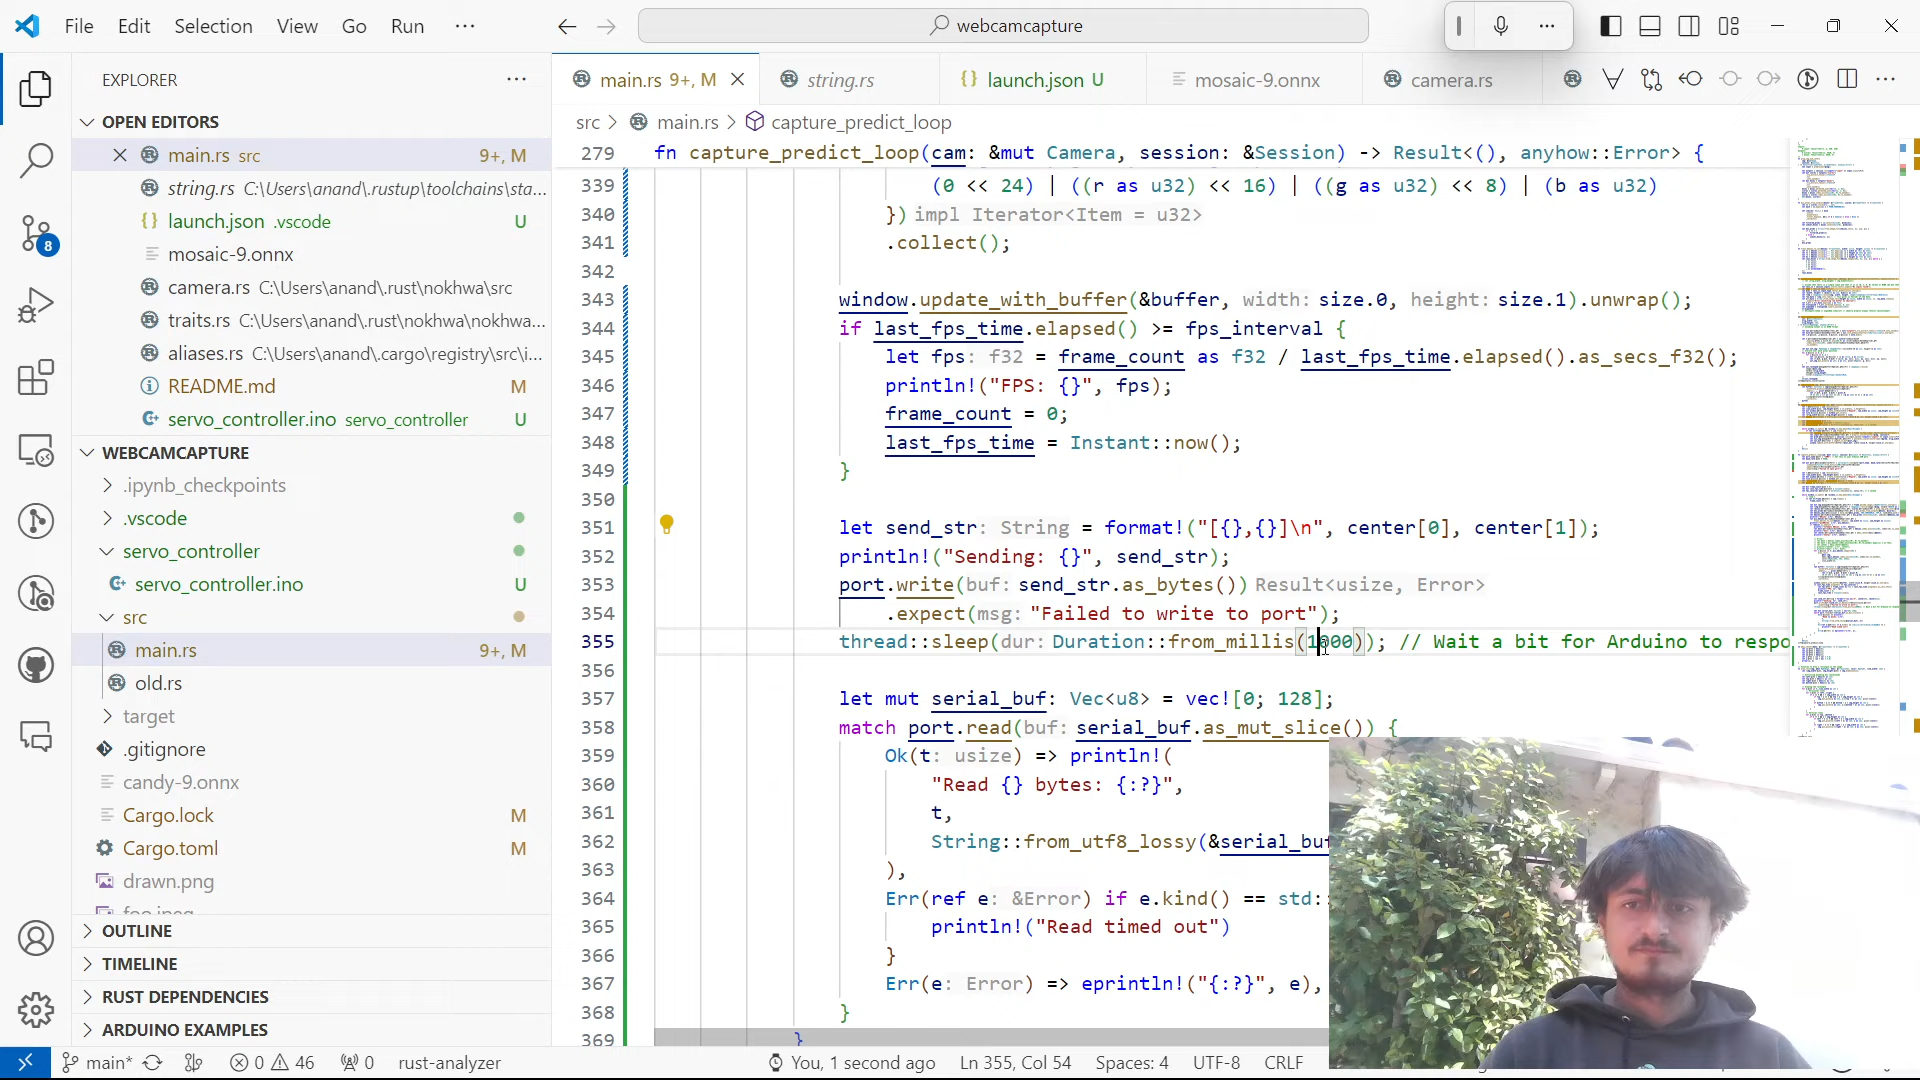 File Edit Selection View Go Run ··· webcamcapture
EXPLORER ···
OPEN EDITORS
main.rs src 9+, M
string.rs C:\Users\anand\.rustup\toolchains\sta...
launch.json .vscode U
mosaic-9.onnx
camera.rs C:\Users\anand\.rust\nokhwa\src
traits.rs C:\Users\anand\.rust\nokhwa\nokhwa...
aliases.rs C:\Users\anand\.cargo\registry\src\i...
README.md M
servo_controller.ino servo_controller U
WEBCAMCAPTURE
.ipynb_checkpoints
.vscode
servo_controller
servo_controller.ino U
src
main.rs 9+, M
old.rs
target
.gitignore
candy-9.onnx
Cargo.lock M
Cargo.toml M
drawn.png
OUTLINE
TIMELINE
RUST DEPENDENCIES
ARDUINO EXAMPLES
8
main.rs 9+, M string.rs launch.json U mosaic-9.onnx camera.rs
src > main.rs > capture_predict_loop
279 fn capture_predict_loop(cam: &mut Camera, session: &Session) -> Result<(), anyhow::Error> {
339 (0 << 24) | ((r as u32) << 16) | ((g as u32) << 8) | (b as u32)
340 }) impl Iterator<Item = u32>
341 .collect();
342
343 window.update_with_buffer(&buffer, width: size.0, height: size.1).unwrap();
344 if last_fps_time.elapsed() >= fps_interval {
345 let fps: f32 = frame_count as f32 / last_fps_time.elapsed().as_secs_f32();
346 println!("FPS: {}", fps);
347 frame_count = 0;
348 last_fps_time = Instant::now();
349 }
350
351 let send_str: String = format!("[{},{}]\n", center[0], center[1]);
352 println!("Sending: {}", send_str);
353 port.write(buf: send_str.as_bytes()) Result<usize, Error>
354 .expect(msg: "Failed to write to port");
355 thread::sleep(dur: Duration::from_millis(1000)); // Wait a bit for Arduino to respo
356
357 let mut serial_buf: Vec<u8> = vec![0; 128];
358 match port.read(buf: serial_buf.as_mut_slice()) {
359 Ok(t: usize) => println!(
360 "Read {} bytes: {:?}",
361 t,
362 String::from_utf8_lossy(&serial_buf
363 ),
364 Err(ref e: &Error) if e.kind() == std:
365 println!("Read timed out")
366 }
367 Err(e: Error) => eprintln!("{:?}", e),
368 }
369 }
main* 0 46 0 rust-analyzer You, 1 second ago Ln 355, Col 54 Spaces: 4 UTF-8 CRLF